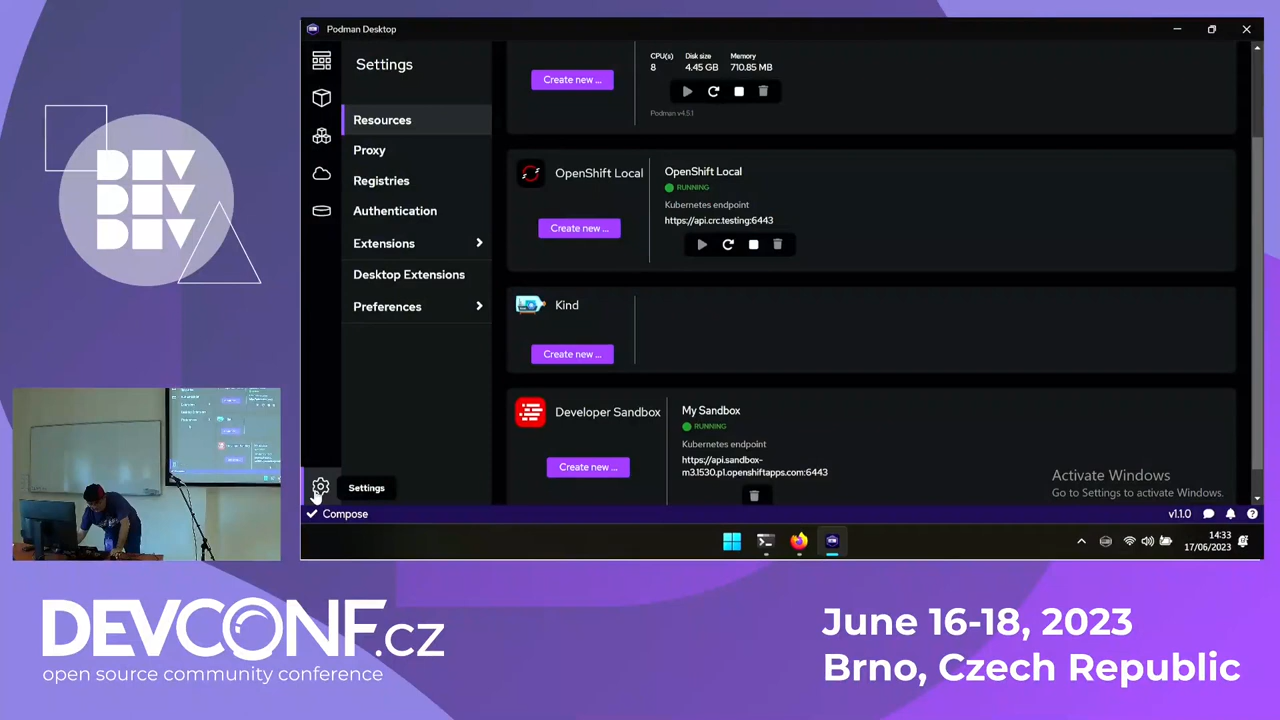 Podman Desktop
Settings
Resources
Proxy
Registries
Authentication
Extensions
Desktop Extensions
Preferences
Settings
Compose
CPU(s) Disk size Memory
8 4.45 GB 710.85 MB
Create new ...
Podman v4.5.1
OpenShift Local
Create new ...
OpenShift Local
RUNNING
Kubernetes endpoint
https://api.crc.testing:6443
Kind
Create new ...
Developer Sandbox
Create new ...
My Sandbox
RUNNING
Kubernetes endpoint
https://api.sandbox-
m3.1530.p1.openshiftapps.com:6443
Activate Windows
Go to Settings to activate Windows.
v1.1.0
14:33
17/06/2023
DEV
DEV
DEV
DEVCONF.cz
open source community conference
June 16-18, 2023
Brno, Czech Republic